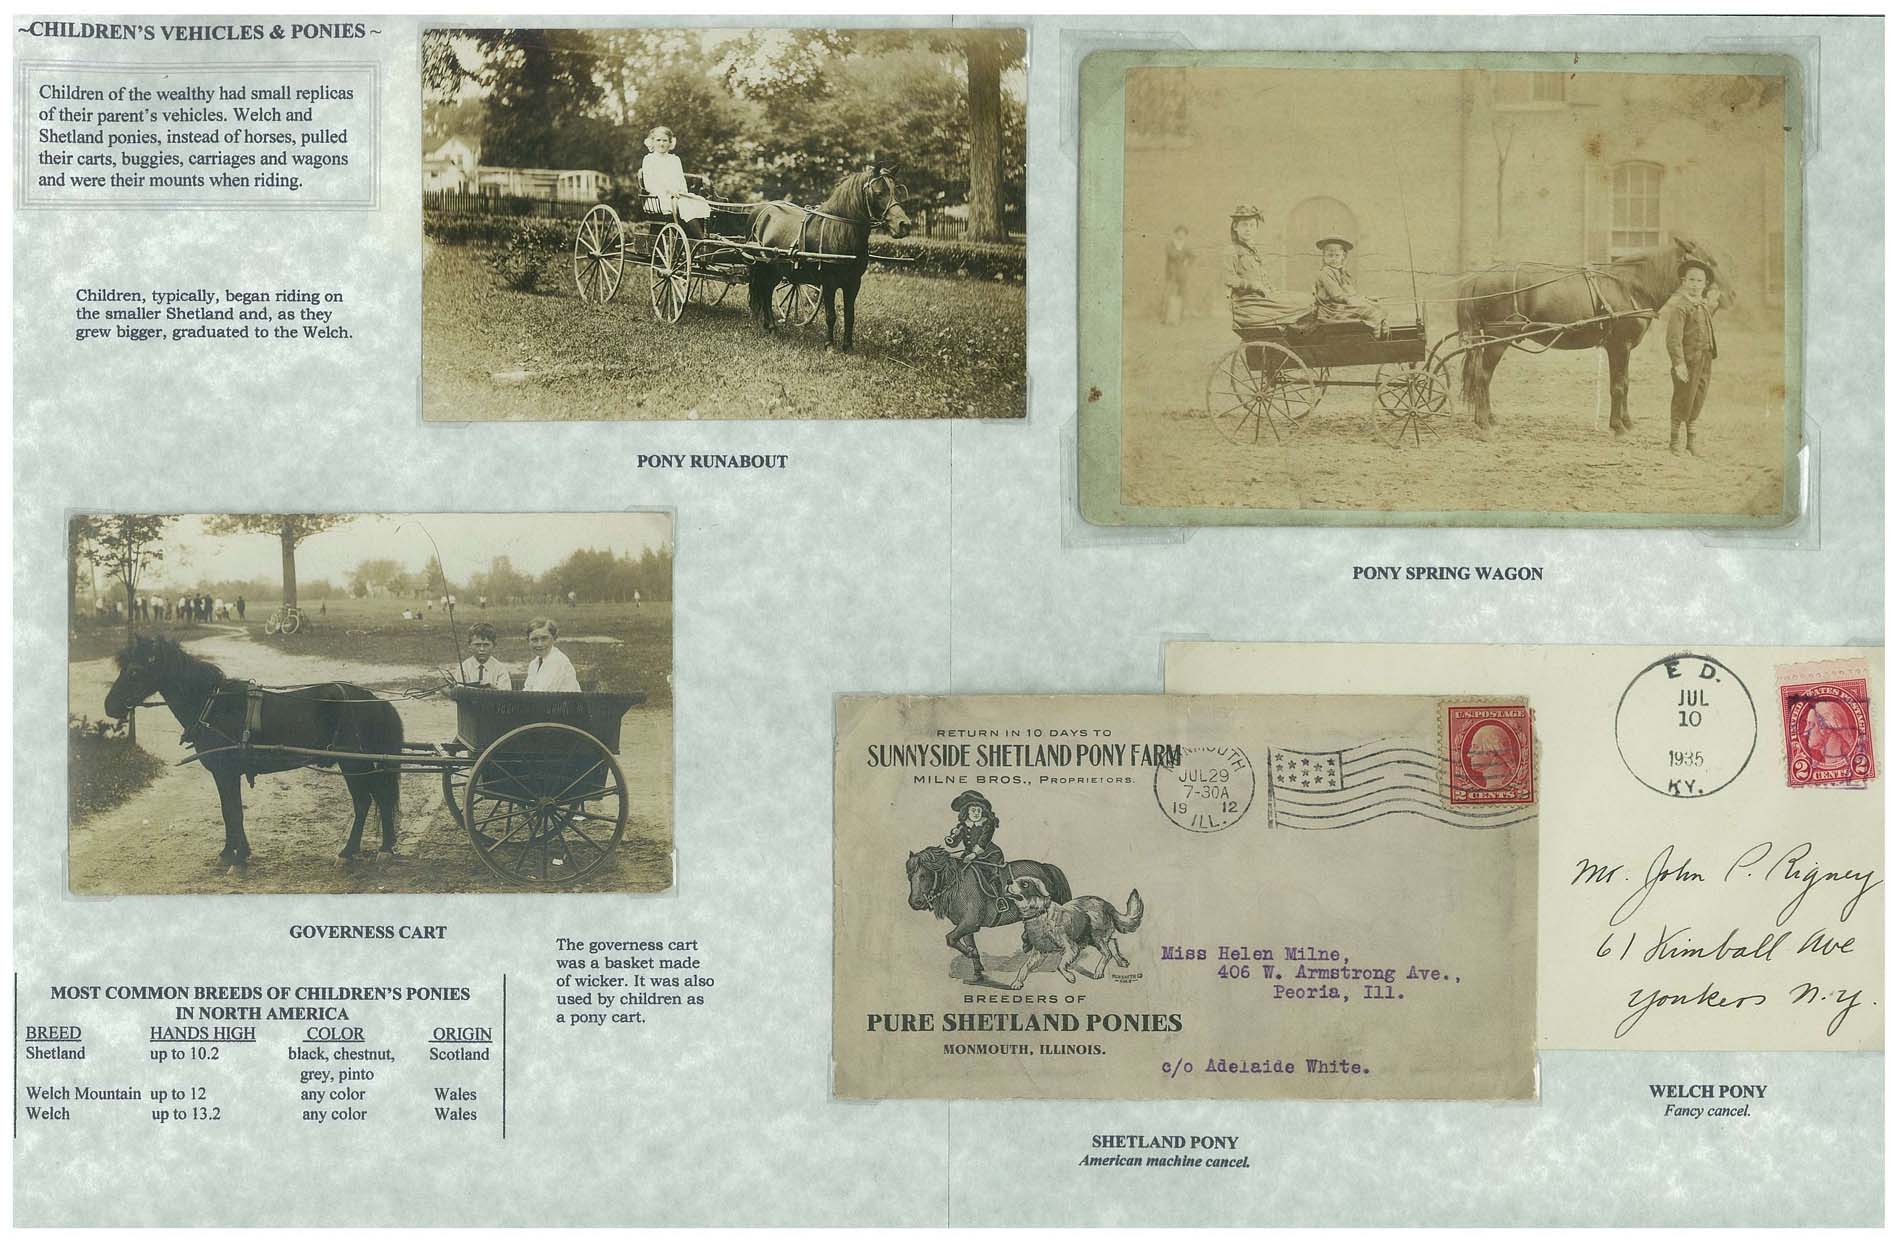 ~CHILDREN'S VEHICLES & PONIES ~
Children of the wealthy had small replicas
of their parent's vehicles. Welch and
Shetland ponies, instead of horses, pulled
their carts, buggies, carriages and wagons
and were their mounts when riding.
Children, typically, began riding on
the smaller Shetland and, as they
grew bigger, graduated to the Welch.
PONY RUNABOUT
PONY SPRING WAGON
GOVERNESS CART
The governess cart
was a basket made
of wicker. It was also
used by children as
a pony cart.
MOST COMMON BREEDS OF CHILDREN'S PONIES
IN NORTH AMERICA
BREED HANDS HIGH COLOR ORIGIN
Shetland up to 10.2 black, chestnut, Scotland
grey, pinto
Welch Mountain up to 12 any color Wales
Welch up to 13.2 any color Wales
RETURN IN 10 DAYS TO
SUNNYSIDE SHETLAND PONY FARM
MILNE BROS., PROPRIETORS.
BREEDERS OF
PURE SHETLAND PONIES
MONMOUTH, ILLINOIS.
MONMOUTH
JUL 29
7-30A
19 12
ILL.
U.S. POSTAGE
2 CENTS 2
Miss Helen Milne,
406 W. Armstrong Ave.,
Peoria, Ill.
c/o Adelaide White.
SHETLAND PONY
American machine cancel.
E D.
JUL
10
1935
KY.
2 CENTS 2
Mr. John P. Rigney
61 Kimball Ave
Yonkers N.Y.
WELCH PONY
Fancy cancel.